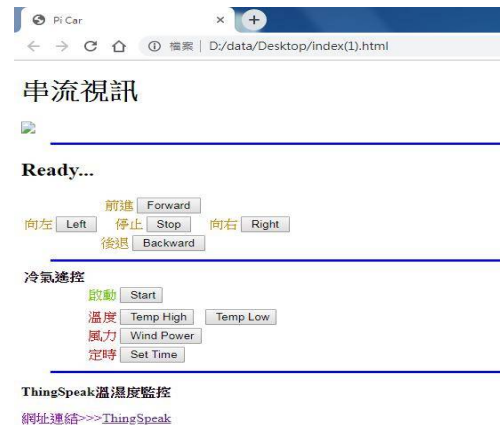 Pi Car
檔案 | D:/data/Desktop/index(1).html
串流視訊
Ready...
前進 Forward
向左 Left 停止 Stop 向右 Right
後退 Backward
冷氣遙控
啟動 Start
溫度 Temp High Temp Low
風力 Wind Power
定時 Set Time
ThingSpeak溫濕度監控
網址連結>>>ThingSpeak